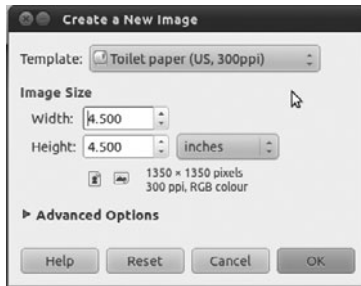 Create a New Image
Template: Toilet paper (US, 300ppi)
Image Size
Width: 4.500
Height: 4.500 inches
1350 × 1350 pixels
300 ppi, RGB colour
Advanced Options
Help Reset Cancel OK